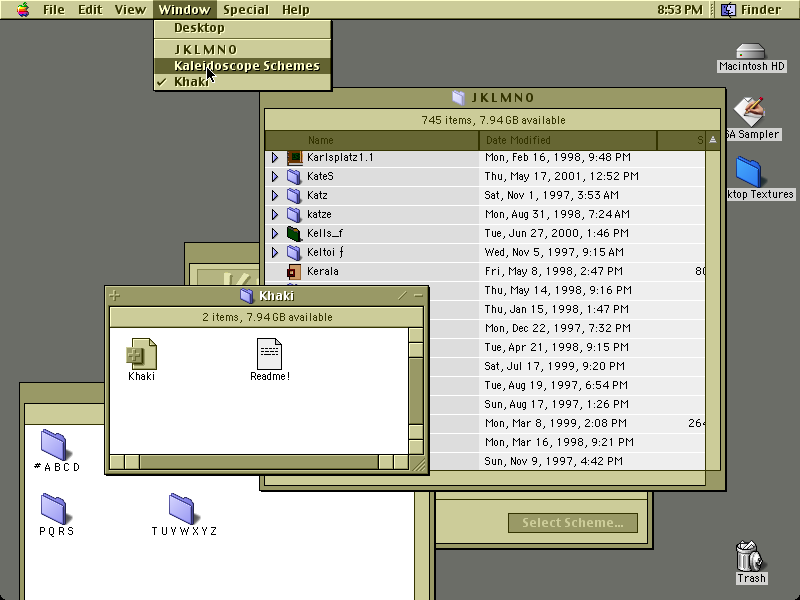 File Edit View Window Special Help 8:53 PM Finder
Desktop
JKLMNO
Kaleidoscope Schemes
Khaki
Macintosh HD
SA Sampler
ktop Textures
Trash
JKLMNO
745 items, 7.94 GB available
Name Date Modified S
Karlsplatz1.1 Mon, Feb 16, 1998, 9:48 PM
KateS Thu, May 17, 2001, 12:52 PM
Katz Sat, Nov 1, 1997, 3:53 AM
katze Mon, Aug 31, 1998, 7:24 AM
Kells_f Tue, Jun 27, 2000, 1:46 PM
Keltoi ƒ Wed, Nov 5, 1997, 9:15 AM
Kerala Fri, May 8, 1998, 2:47 PM 80
Thu, May 14, 1998, 9:16 PM
Thu, Jan 15, 1998, 1:47 PM
Mon, Dec 22, 1997, 7:32 PM
Tue, Apr 21, 1998, 9:15 PM
Sat, Jul 17, 1999, 9:20 PM
Tue, Aug 19, 1997, 6:54 PM
Sun, Aug 17, 1997, 1:26 PM
Mon, Mar 8, 1999, 2:08 PM 264
Mon, Mar 16, 1998, 9:21 PM
Sun, Nov 9, 1997, 4:42 PM
Khaki
2 items, 7.94 GB available
Khaki Readme!
#ABCD
PQRS TUVWXYZ
Select Scheme...